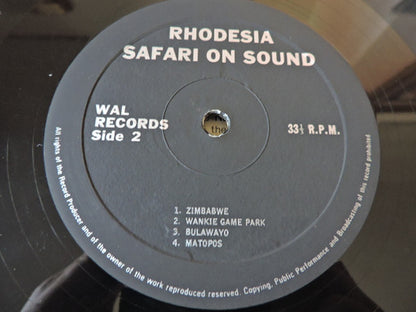 RHODESIA
SAFARI ON SOUND
WAL
RECORDS
Side 2
33⅓ R.P.M.
the
1. ZIMBABWE
2. WANKIE GAME PARK
3. BULAWAYO
4. MATOPOS
All rights of the Record Producer and of the owner of the work reproduced reserved. Copying, Public Performance and Broadcasting of this record prohibited